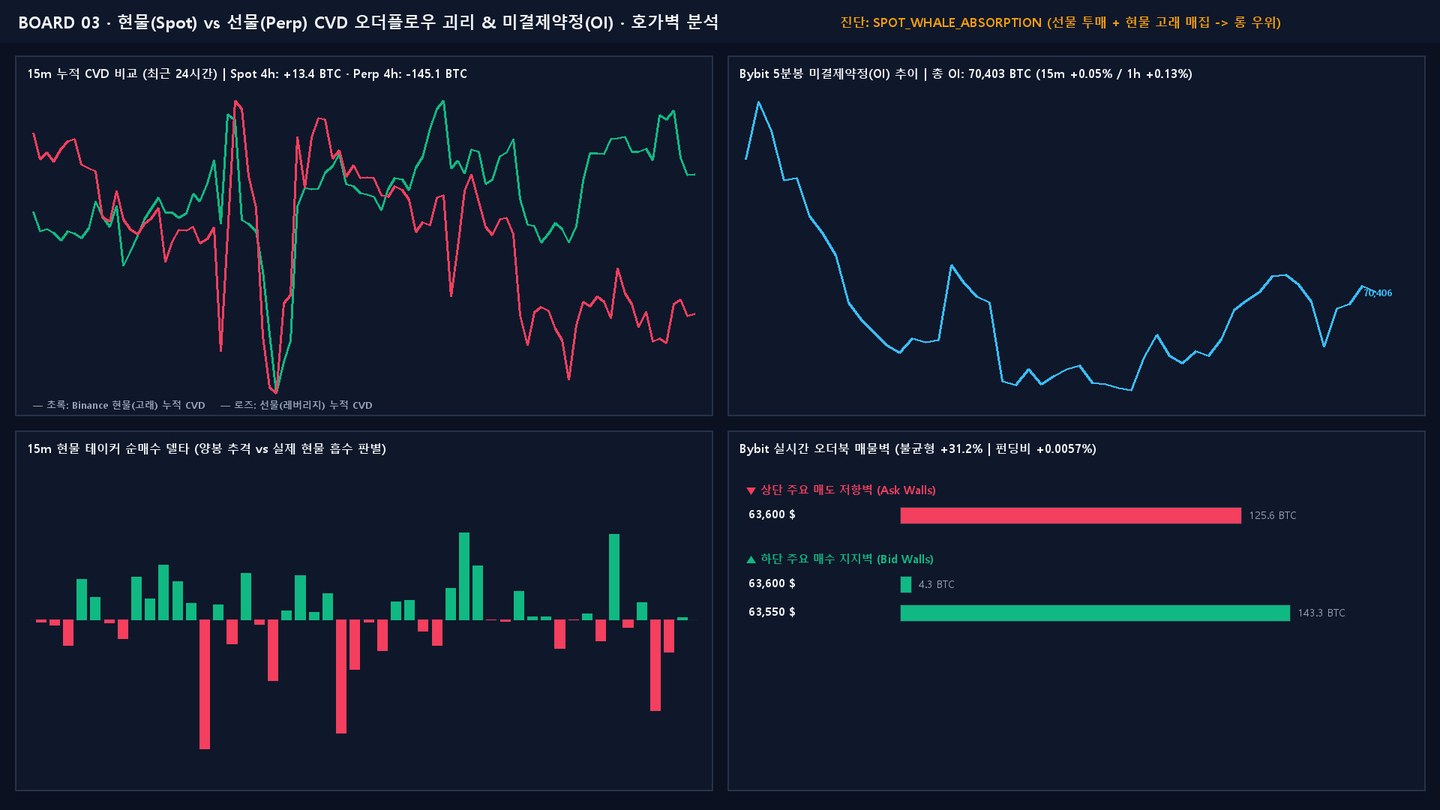 BOARD 03 · 현물(Spot) vs 선물(Perp) CVD 오더플로우 괴리 & 미결제약정(OI) · 호가벽 분석
진단: SPOT_WHALE_ABSORPTION (선물 투매 + 현물 고래 매집 -> 롱 우위)
15m 누적 CVD 비교 (최근 24시간) | Spot 4h: +13.4 BTC · Perp 4h: -145.1 BTC
— 초록: Binance 현물(고래) 누적 CVD — 로즈: 선물(레버리지) 누적 CVD
Bybit 5분봉 미결제약정(OI) 추이 | 총 OI: 70,403 BTC (15m +0.05% / 1h +0.13%)
70,406
15m 현물 테이커 순매수 델타 (양봉 추격 vs 실제 현물 흡수 판별)
Bybit 실시간 오더북 매물벽 (불균형 +31.2% | 펀딩비 +0.0057%)
▼ 상단 주요 매도 저항벽 (Ask Walls)
63,600 $ 125.6 BTC
▲ 하단 주요 매수 지지벽 (Bid Walls)
63,600 $ 4.3 BTC
63,550 $ 143.3 BTC